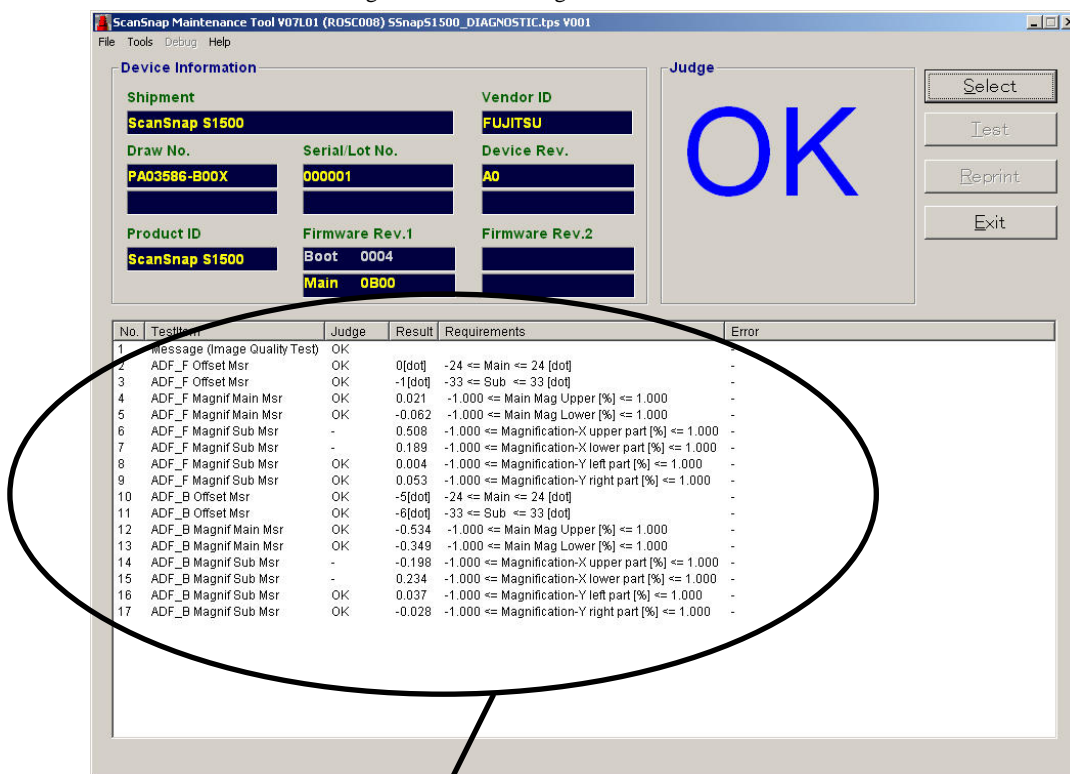 ScanSnap Maintenance Tool V07L01 (ROSC008) SSnapS1500_DIAGNOSTIC.tps V001
File Tools Debug Help
Device Information
Shipment Vendor ID
ScanSnap S1500 FUJITSU
Draw No. Serial/Lot No. Device Rev.
PA03586-B00X 000001 A0
Product ID Firmware Rev.1 Firmware Rev.2
ScanSnap S1500 Boot 0004
Main 0B00
Judge
OK
Select
Test
Reprint
Exit
No. TestItem Judge Result Requirements Error
1 Message (Image Quality Test) OK -
2 ADF_F Offset Msr OK 0[dot] -24 <= Main <= 24 [dot] -
3 ADF_F Offset Msr OK -1[dot] -33 <= Sub <= 33 [dot] -
4 ADF_F Magnif Main Msr OK 0.021 -1.000 <= Main Mag Upper [%] <= 1.000 -
5 ADF_F Magnif Main Msr OK -0.062 -1.000 <= Main Mag Lower [%] <= 1.000 -
6 ADF_F Magnif Sub Msr - 0.508 -1.000 <= Magnification-X upper part [%] <= 1.000 -
7 ADF_F Magnif Sub Msr - 0.189 -1.000 <= Magnification-X lower part [%] <= 1.000 -
8 ADF_F Magnif Sub Msr OK 0.004 -1.000 <= Magnification-Y left part [%] <= 1.000 -
9 ADF_F Magnif Sub Msr OK 0.053 -1.000 <= Magnification-Y right part [%] <= 1.000 -
10 ADF_B Offset Msr OK -5[dot] -24 <= Main <= 24 [dot] -
11 ADF_B Offset Msr OK -6[dot] -33 <= Sub <= 33 [dot] -
12 ADF_B Magnif Main Msr OK -0.534 -1.000 <= Main Mag Upper [%] <= 1.000 -
13 ADF_B Magnif Main Msr OK -0.349 -1.000 <= Main Mag Lower [%] <= 1.000 -
14 ADF_B Magnif Sub Msr - -0.198 -1.000 <= Magnification-X upper part [%] <= 1.000 -
15 ADF_B Magnif Sub Msr - 0.234 -1.000 <= Magnification-X lower part [%] <= 1.000 -
16 ADF_B Magnif Sub Msr OK 0.037 -1.000 <= Magnification-Y left part [%] <= 1.000 -
17 ADF_B Magnif Sub Msr OK -0.028 -1.000 <= Magnification-Y right part [%] <= 1.000 -